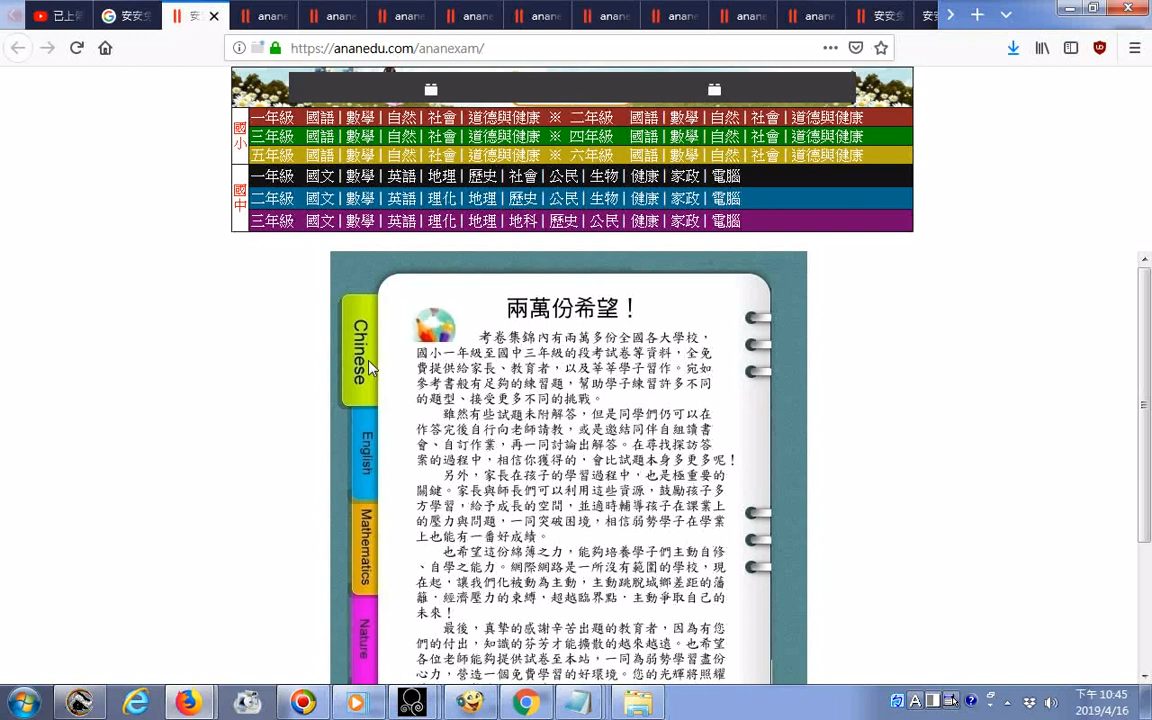 已上
安安免
安安
anane
anane
anane
anane
anane
anane
anane
anane
anane
安安免
https://ananedu.com/ananexam/
國小
一年級 國語 | 數學 | 自然 | 社會 | 道德與健康 ※ 二年級 國語 | 數學 | 自然 | 社會 | 道德與健康
三年級 國語 | 數學 | 自然 | 社會 | 道德與健康 ※ 四年級 國語 | 數學 | 自然 | 社會 | 道德與健康
五年級 國語 | 數學 | 自然 | 社會 | 道德與健康 ※ 六年級 國語 | 數學 | 自然 | 社會 | 道德與健康
國中
一年級 國文 | 數學 | 英語 | 地理 | 歷史 | 社會 | 公民 | 生物 | 健康 | 家政 | 電腦
二年級 國文 | 數學 | 英語 | 理化 | 地理 | 歷史 | 公民 | 生物 | 健康 | 家政 | 電腦
三年級 國文 | 數學 | 英語 | 理化 | 地理 | 地科 | 歷史 | 公民 | 健康 | 家政 | 電腦
Chinese
English
Mathematics
Nature
兩萬份希望！
考卷集錦內有兩萬多份全國各大學校，
國小一年級至國中三年級的段考試卷等資料，全免
費提供給家長、教育者，以及莘莘學子習作。宛如
參考書般有足夠的練習題，幫助學子練習許多不同
的題型、接受更多不同的挑戰。
雖然有些試題未附解答，但是同學們仍可以在
作答完後自行向老師請教，或是邀結同伴自組讀書
會、自訂作業，再一同討論出解答。在尋找探訪答
案的過程中，相信你獲得的，會比試題本身多更多呢！
另外，家長在孩子的學習過程中，也是極重要的
關鍵。家長與師長們可以利用這些資源，鼓勵孩子多
方學習，給予成長的空間，並適時輔導孩子在課業上
的壓力與問題，一同突破困境，相信弱勢學子在學業
上也能有一番好成績。
也希望這份綿薄之力，能夠培養學子們主動自修
、自學之能力。網際網路是一所沒有範圍的學校，現
在起，讓我們化被動為主動，主動跳脫城鄉差距的藩
籬，經濟壓力的束縛，超越臨界點，主動爭取自己的
未來！
最後，真摯的感謝辛苦出題的教育者，因為有您
們的付出，知識的芬芳才能擴散的越來越遠。也希望
各位老師能夠提供試卷至本站，一同為弱勢學習盡份
心力，營造一個免費學習的好環境。您的光輝將照耀
下午 10:45
2019/4/16